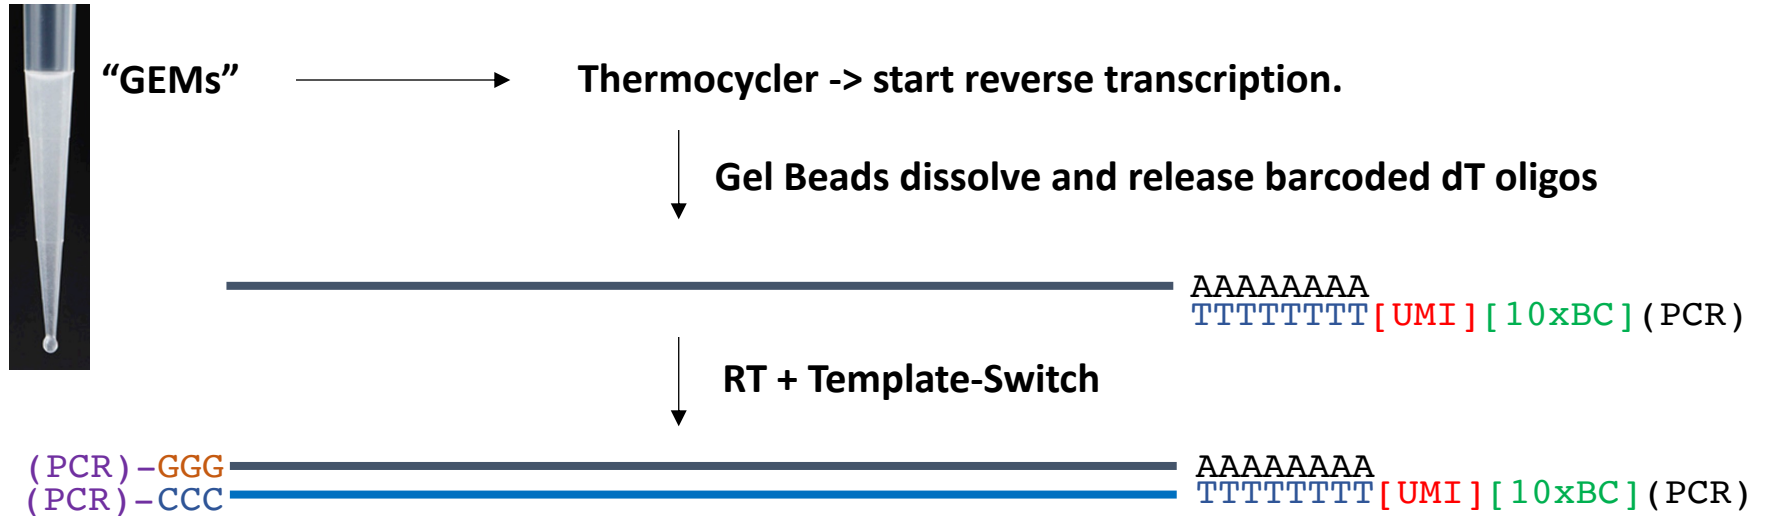 “GEMs”
Thermocycler -> start reverse transcription.
Gel Beads dissolve and release barcoded dT oligos
AAAAAAAA
TTTTTTTT[UMI][10xBC](PCR)
RT + Template-Switch
(PCR)-GGG AAAAAAAA
(PCR)-CCC TTTTTTTT[UMI][10xBC](PCR)